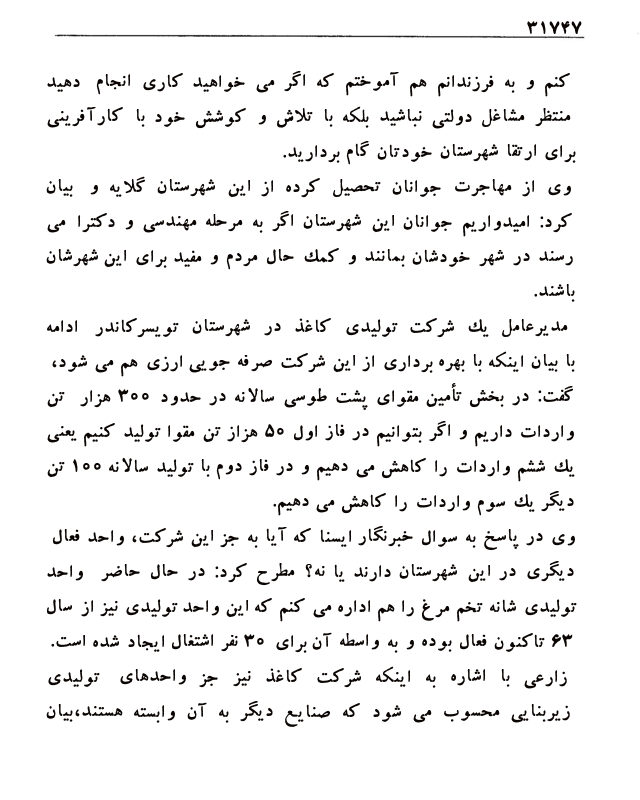 ۳۱۷۴۷
کنم و به فرزندانم هم آموختم که اگر می خواهید کاری انجام دهید
منتظر مشاغل دولتی نباشید بلکه با تلاش و کوشش خود با کارآفرینی
برای ارتقا شهرستان خودتان گام بردارید.
وی از مهاجرت جوانان تحصیل کرده از این شهرستان گلایه و بیان
کرد: امیدواریم جوانان این شهرستان اگر به مرحله مهندسی و دکترا می
رسند در شهر خودشان بمانند و کمك حال مردم و مفید برای این شهرشان
باشند.
مدیرعامل یك شرکت تولیدی کاغذ در شهرستان تویسرکاندر ادامه
با بیان اینکه با بهره برداری از این شرکت صرفه جویی ارزی هم می شود،
گفت: در بخش تأمین مقوای پشت طوسی سالانه در حدود ۳۰۰ هزار تن
واردات داریم و اگر بتوانیم در فاز اول ۵۰ هزاز تن مقوا تولید کنیم یعنی
یك ششم واردات را کاهش می دهیم و در فاز دوم با تولید سالانه ۱۰۰ تن
دیگر یك سوم واردات را کاهش می دهیم.
وی در پاسخ به سوال خبرنگار ایسنا که آیا به جز این شرکت، واحد فعال
دیگری در این شهرستان دارند یا نه؟ مطرح کرد: در حال حاضر واحد
تولیدی شانه تخم مرغ را هم اداره می کنم که این واحد تولیدی نیز از سال
۶۳ تاکنون فعال بوده و به واسطه آن برای ۳۰ نفر اشتغال ایجاد شده است.
زارعی با اشاره به اینکه شرکت کاغذ نیز جز واحدهای تولیدی
زیربنایی محسوب می شود که صنایع دیگر به آن وابسته هستند،بیان